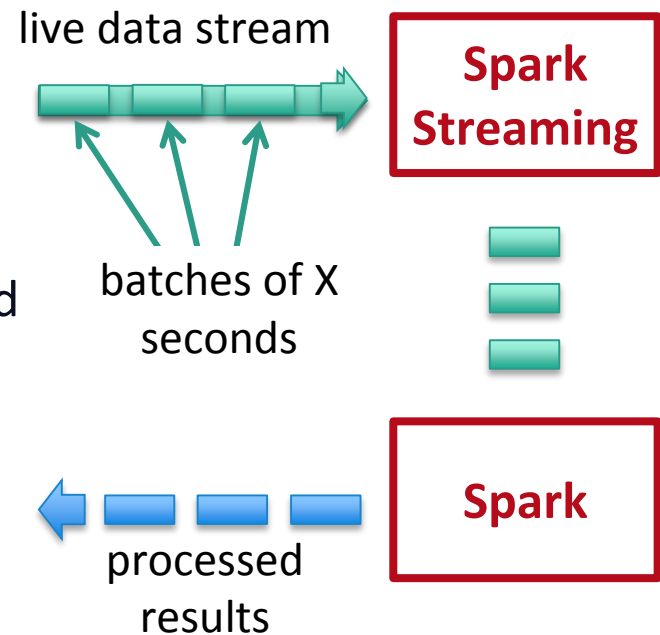 live data stream
Spark
Streaming
d
batches of X
seconds
Spark
processed
results